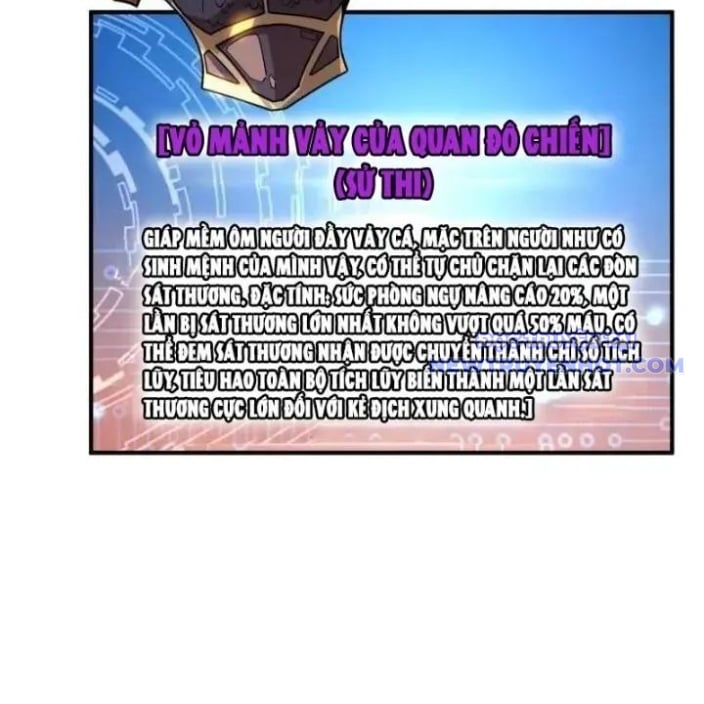 [VỎ MẢNH VẢY CỦA QUAN ĐÔ CHIẾN]
(SỬ THI)
GIÁP MỀM ÔM NGƯỜI ĐẦY VẢY CÁ, MẶC TRÊN NGƯỜI NHƯ CÓ
SINH MỆNH CỦA MÌNH VẬY, CÓ THỂ TỰ CHỦ CHẶN LẠI CÁC ĐÒN
SÁT THƯƠNG. ĐẶC TÍNH: SỨC PHÒNG NGỰ NÂNG CAO 20%, MỘT
LẦN BỊ SÁT THƯƠNG LỚN NHẤT KHÔNG VƯỢT QUÁ 50% MÁU, CÓ
THỂ ĐEM SÁT THƯƠNG NHẬN ĐƯỢC CHUYỂN THÀNH CHỈ SỐ TÍCH
LŨY, TIÊU HAO TOÀN BỘ TÍCH LŨY BIẾN THÀNH MỘT LẦN SÁT
THƯƠNG CỰC LỚN ĐỐI VỚI KẺ ĐỊCH XUNG QUANH.]
NEWTRUYENHOT.COM